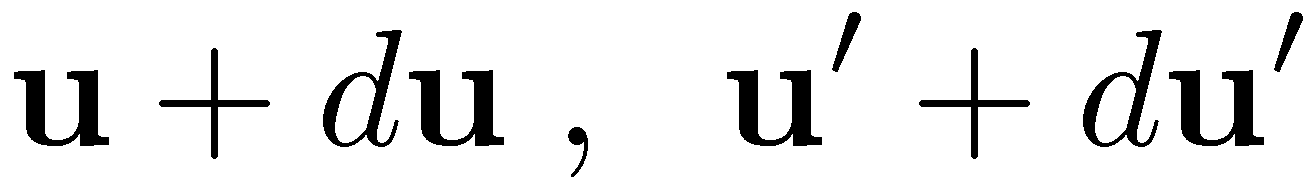 𝐮 + d𝐮 , 𝐮′ + d𝐮′